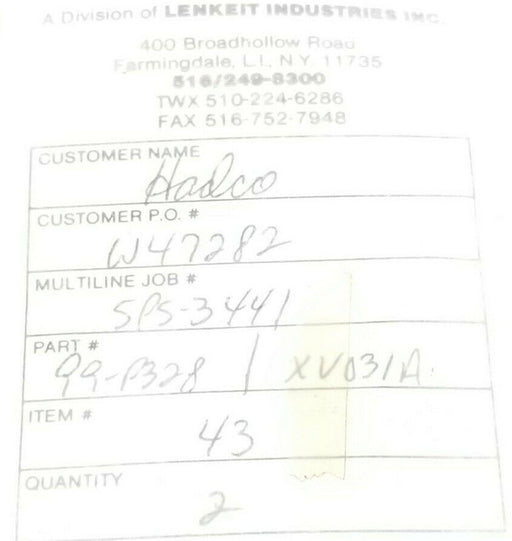 A Division of LENKEIT INDUSTRIES INC.
400 Broadhollow Road
Farmingdale, L.I., N.Y. 11735
516/249-8300
TWX 510-224-6286
FAX 516-752-7948
CUSTOMER NAME
Hadco
CUSTOMER P.O. #
W47282
MULTILINE JOB #
SPS-3441
PART #
99-P328 / XV031A
ITEM #
43
QUANTITY
2